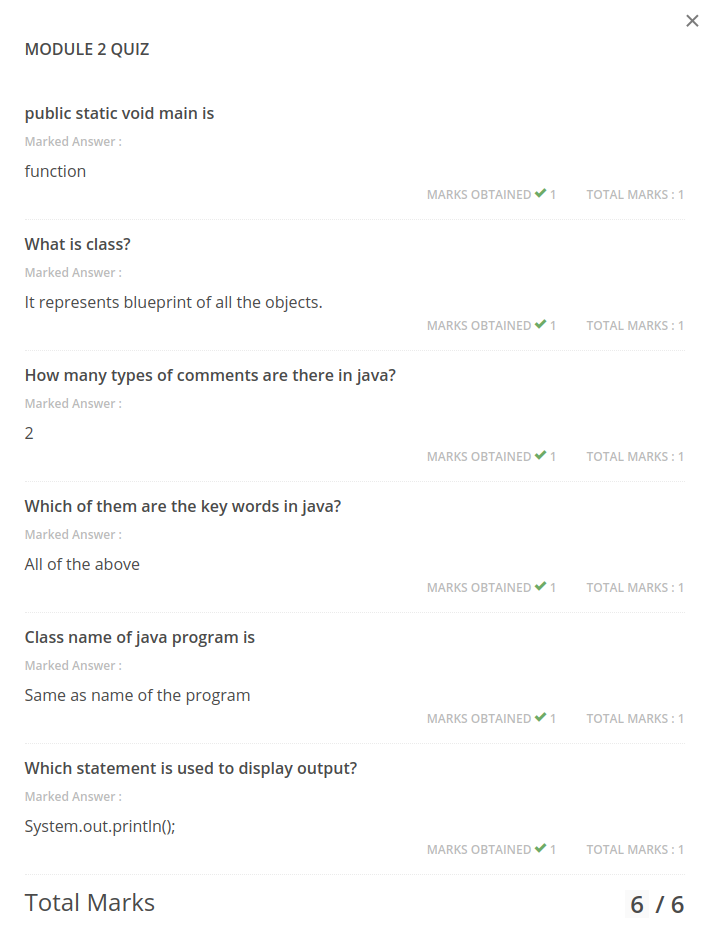 MODULE 2 QUIZ
public static void main is
Marked Answer :
function
MARKS OBTAINED 1 TOTAL MARKS : 1
What is class?
Marked Answer :
It represents blueprint of all the objects.
MARKS OBTAINED 1 TOTAL MARKS : 1
How many types of comments are there in java?
Marked Answer :
2
MARKS OBTAINED 1 TOTAL MARKS : 1
Which of them are the key words in java?
Marked Answer :
All of the above
MARKS OBTAINED 1 TOTAL MARKS : 1
Class name of java program is
Marked Answer :
Same as name of the program
MARKS OBTAINED 1 TOTAL MARKS : 1
Which statement is used to display output?
Marked Answer :
System.out.println();
MARKS OBTAINED 1 TOTAL MARKS : 1
Total Marks 6 / 6